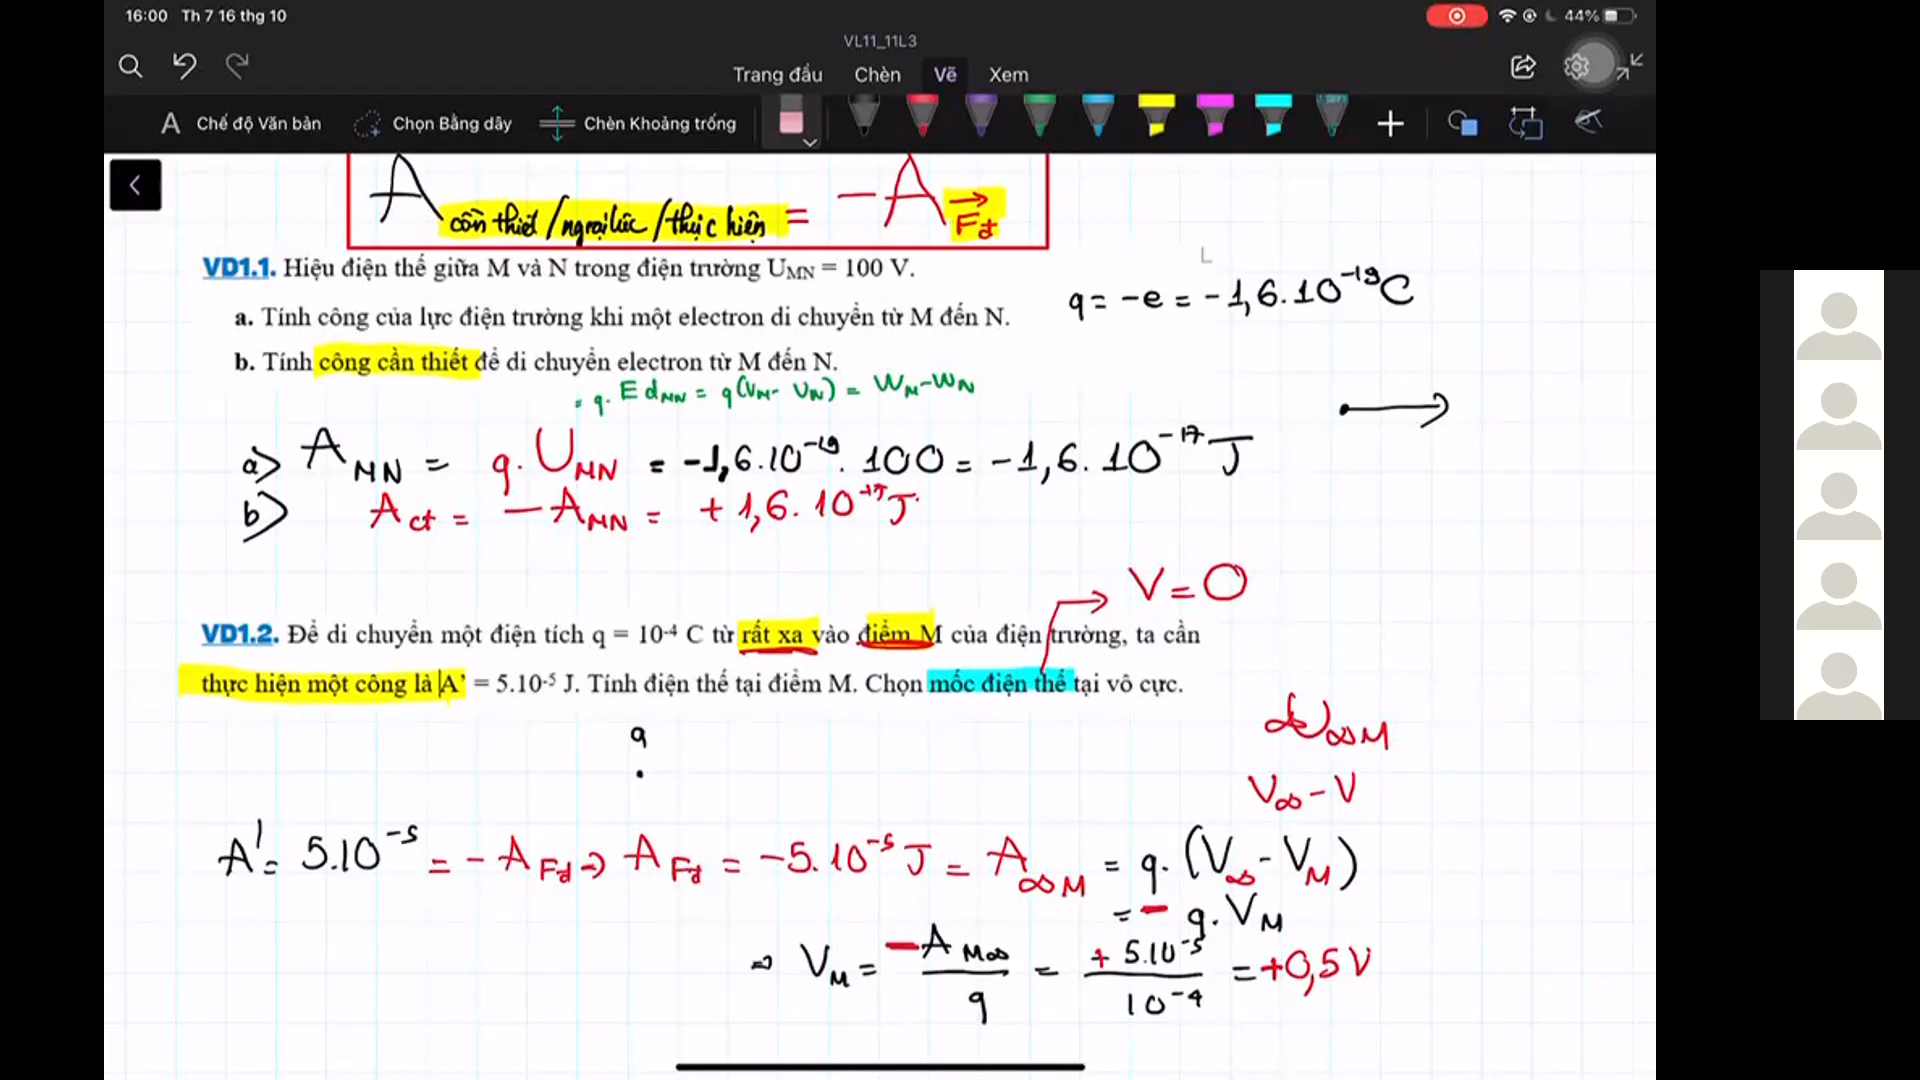 16:00 Th 7 16 thg 10
44%
VL11_11L3
Trang đầu Chèn Vẽ Xem
Chế độ Văn bản Chọn Bằng dây Chèn Khoảng trống
A cần thiết/ngoại lực/thực hiện = -A Fđ
VD1.1. Hiệu điện thế giữa M và N trong điện trường UMN = 100 V.
q = -e = -1,6.10^-19 C
a. Tính công của lực điện trường khi một electron di chuyển từ M đến N.
b. Tính công cần thiết để di chuyển electron từ M đến N.
= q.E dMN = q(VM - VN) = WM - WN
a) AMN = q.UMN = -1,6.10^-19.100 = -1,6.10^-17 J
b) Act = -AMN = +1,6.10^-17 J.
V = 0
VD1.2. Để di chuyển một điện tích q = 10^-4 C từ rất xa vào điểm M của điện trường, ta cần
thực hiện một công là A' = 5.10^-5 J. Tính điện thế tại điểm M. Chọn mốc điện thế tại vô cực.
q
∞M
V∞ - V
A' = 5.10^-5 = -A Fđ → A Fđ = -5.10^-5 J = A∞M = q.(V∞ - VM)
= - q.VM
⇒ VM = -AM∞ / q = +5.10^-5 / 10^-4 = +0,5 V